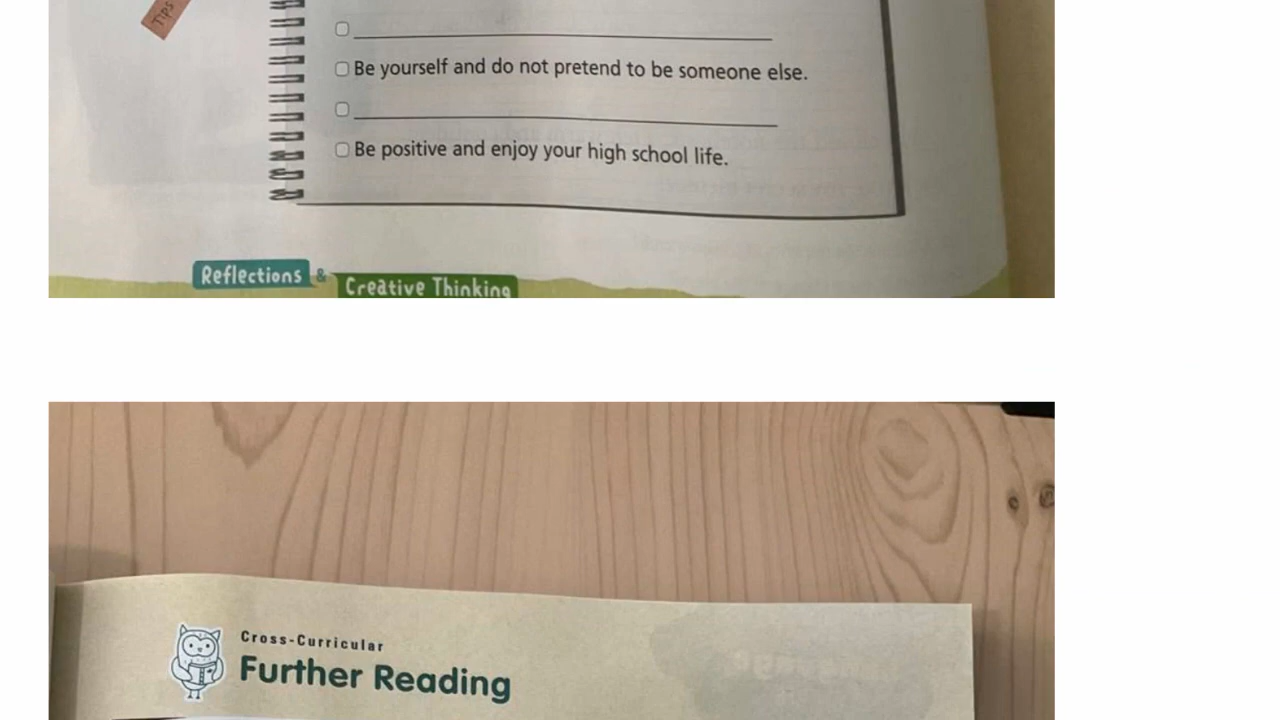 Tips
Be yourself and do not pretend to be someone else.
Be positive and enjoy your high school life.
Reflections & Creative Thinking
Cross-Curricular
Further Reading